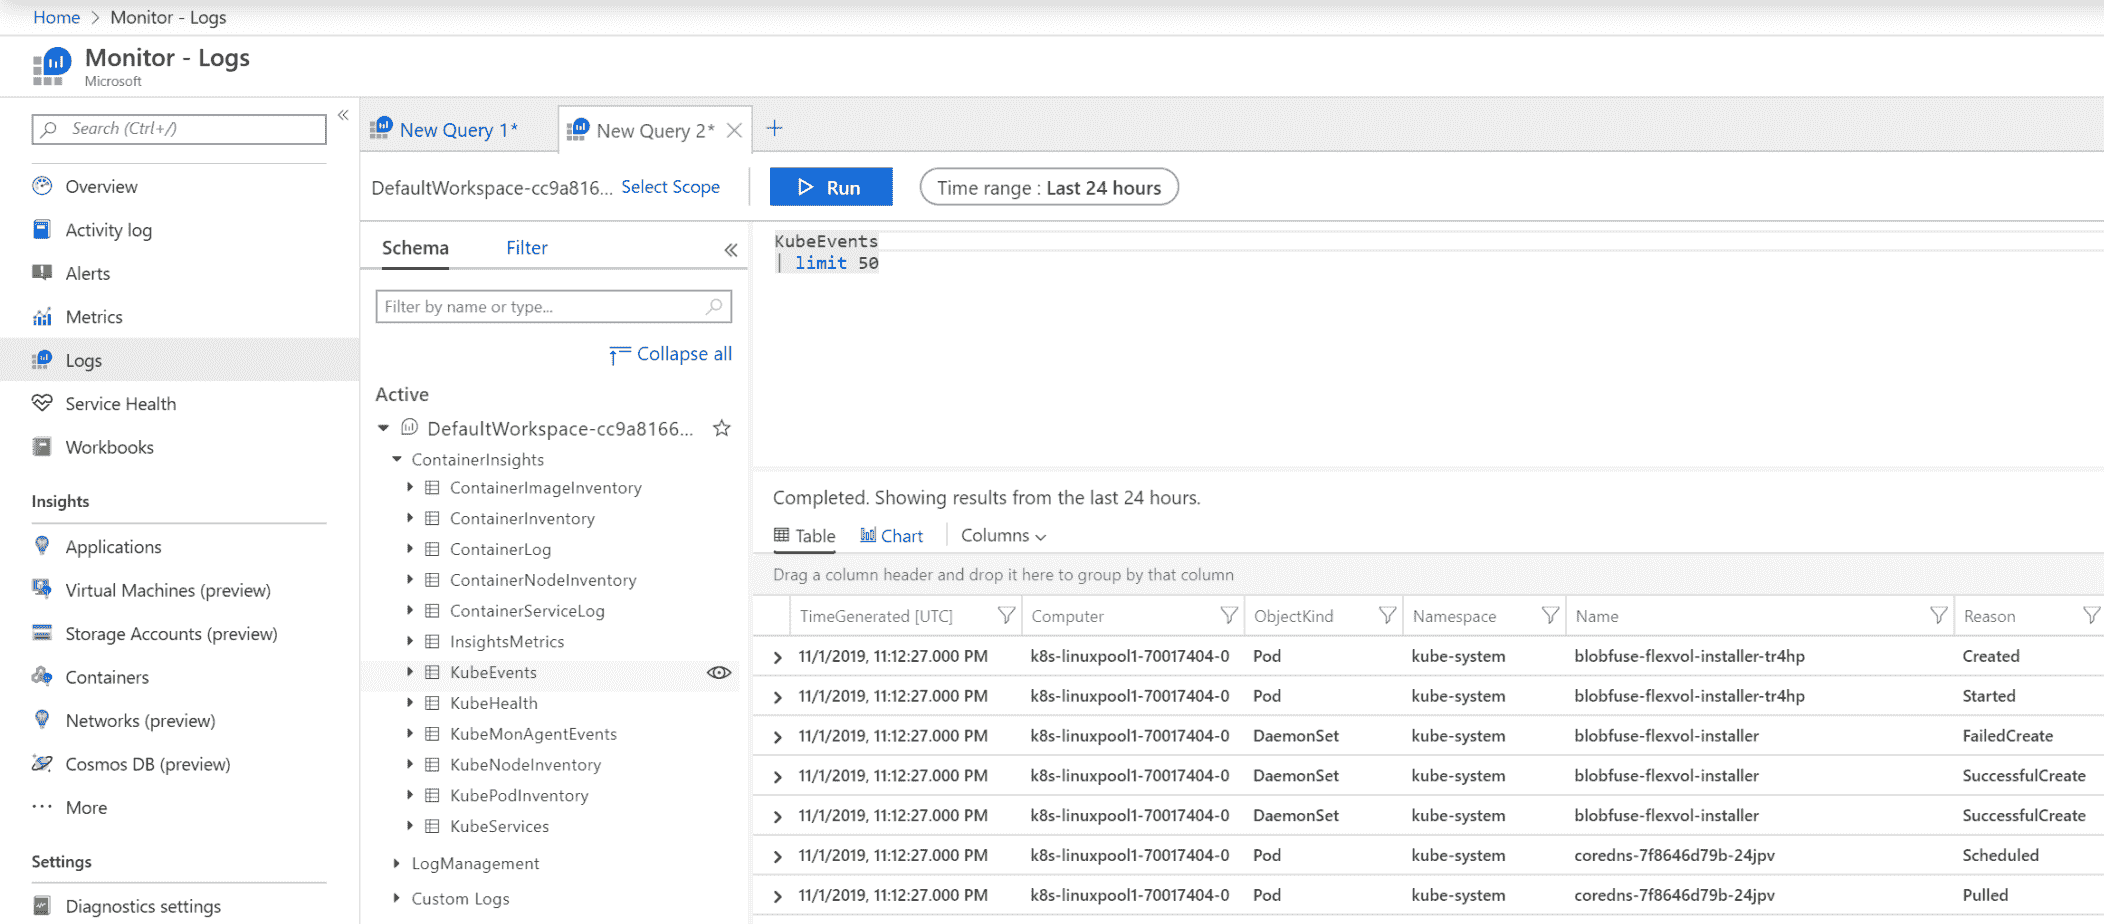 Home > Monitor - Logs
Monitor - Logs
Microsoft
Search (Ctrl+/)
«
Overview
Activity log
Alerts
Metrics
Logs
Service Health
Workbooks
Insights
Applications
Virtual Machines (preview)
Storage Accounts (preview)
Containers
Networks (preview)
Cosmos DB (preview)
More
Settings
Diagnostics settings
New Query 1*
New Query 2*
DefaultWorkspace-cc9a816... Select Scope
Run
Time range : Last 24 hours
Schema Filter «
Filter by name or type...
Collapse all
Active
DefaultWorkspace-cc9a8166...
ContainerInsights
ContainerImageInventory
ContainerInventory
ContainerLog
ContainerNodeInventory
ContainerServiceLog
InsightsMetrics
KubeEvents
KubeHealth
KubeMonAgentEvents
KubeNodeInventory
KubePodInventory
KubeServices
LogManagement
Custom Logs
KubeEvents
| limit 50
Completed. Showing results from the last 24 hours.
Table Chart Columns
Drag a column header and drop it here to group by that column
TimeGenerated [UTC] Computer ObjectKind Namespace Name Reason
11/1/2019, 11:12:27.000 PM k8s-linuxpool1-70017404-0 Pod kube-system blobfuse-flexvol-installer-tr4hp Created
11/1/2019, 11:12:27.000 PM k8s-linuxpool1-70017404-0 Pod kube-system blobfuse-flexvol-installer-tr4hp Started
11/1/2019, 11:12:27.000 PM k8s-linuxpool1-70017404-0 DaemonSet kube-system blobfuse-flexvol-installer FailedCreate
11/1/2019, 11:12:27.000 PM k8s-linuxpool1-70017404-0 DaemonSet kube-system blobfuse-flexvol-installer SuccessfulCreate
11/1/2019, 11:12:27.000 PM k8s-linuxpool1-70017404-0 DaemonSet kube-system blobfuse-flexvol-installer SuccessfulCreate
11/1/2019, 11:12:27.000 PM k8s-linuxpool1-70017404-0 Pod kube-system coredns-7f8646d79b-24jpv Scheduled
11/1/2019, 11:12:27.000 PM k8s-linuxpool1-70017404-0 Pod kube-system coredns-7f8646d79b-24jpv Pulled